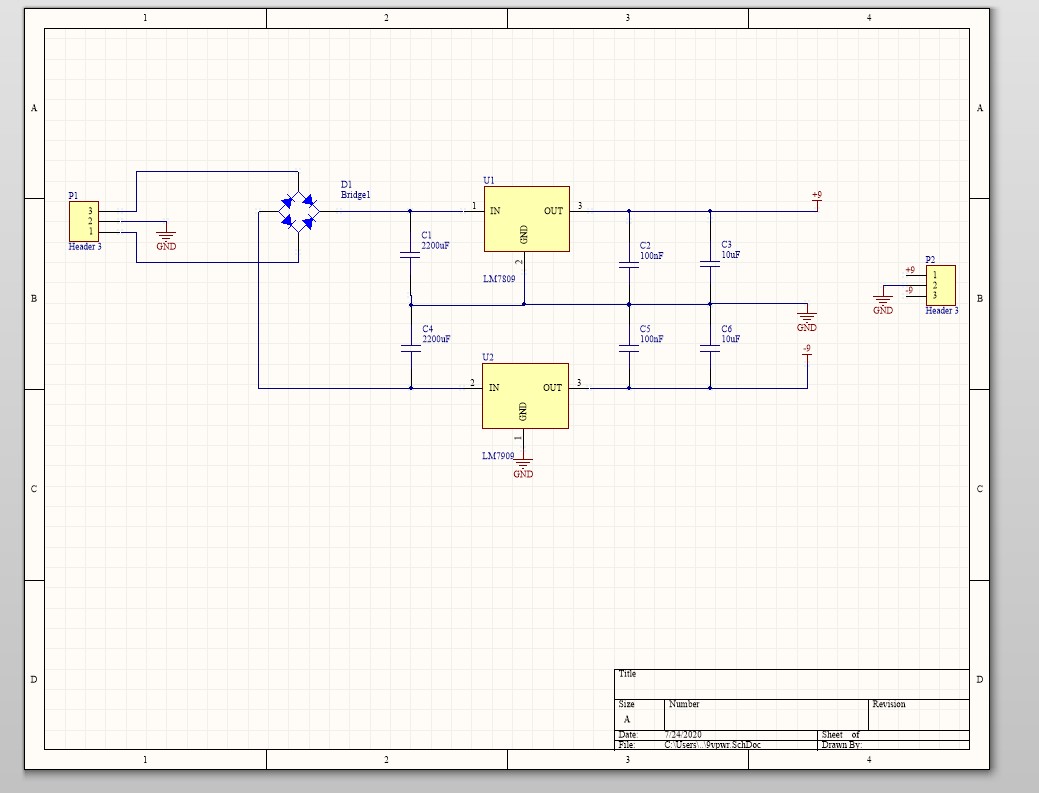 1 2 3 4
A A
P1
3
2
1
Header 3
GND
D1
Bridge1
U1
1 IN OUT 3
GND
2
LM7809
C1
2200uF
C2
100nF
C3
10uF
+9
P2
+9 1
2
-9 3
GND
Header 3
B B
GND
C4
2200uF
C5
100nF
C6
10uF
-9
U2
2 IN OUT 3
GND
1
LM7909
GND
C C
D D
Title
Size Number Revision
A
Date: 7/24/2020 Sheet of
File: C:\Users\..\9vpwr.SchDoc Drawn By:
1 2 3 4